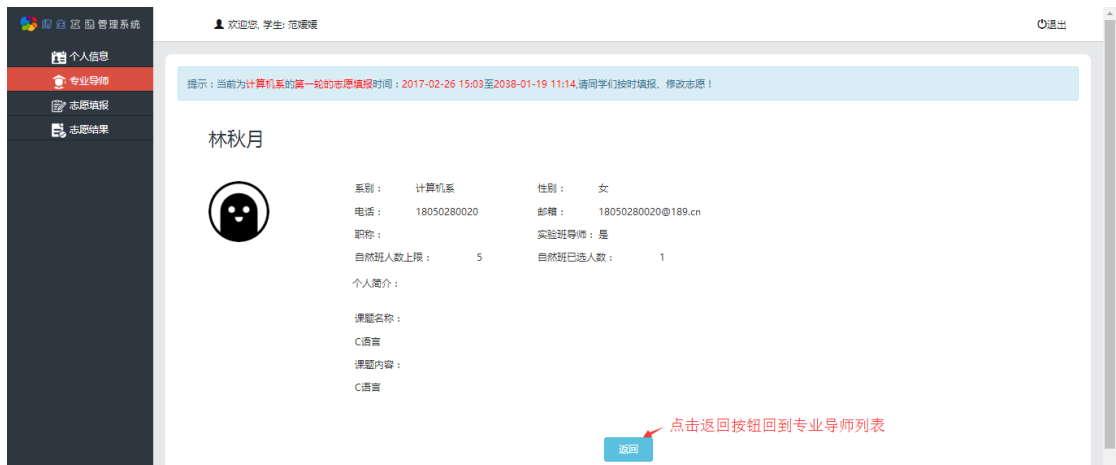 管理系统
欢迎您, 学生: 范媛媛
退出
个人信息
专业导师
志愿填报
志愿结果
提示：当前为计算机系的第一轮的志愿填报时间：2017-02-26 15:03至2038-01-19 11:14,请同学们按时填报、修改志愿！
林秋月
系别： 计算机系 性别： 女
电话： 18050280020 邮箱： 18050280020@189.cn
职称： 实验班导师：是
自然班人数上限： 5 自然班已选人数： 1
个人简介：
课题名称：
C语言
课题内容：
C语言
点击返回按钮回到专业导师列表
返回